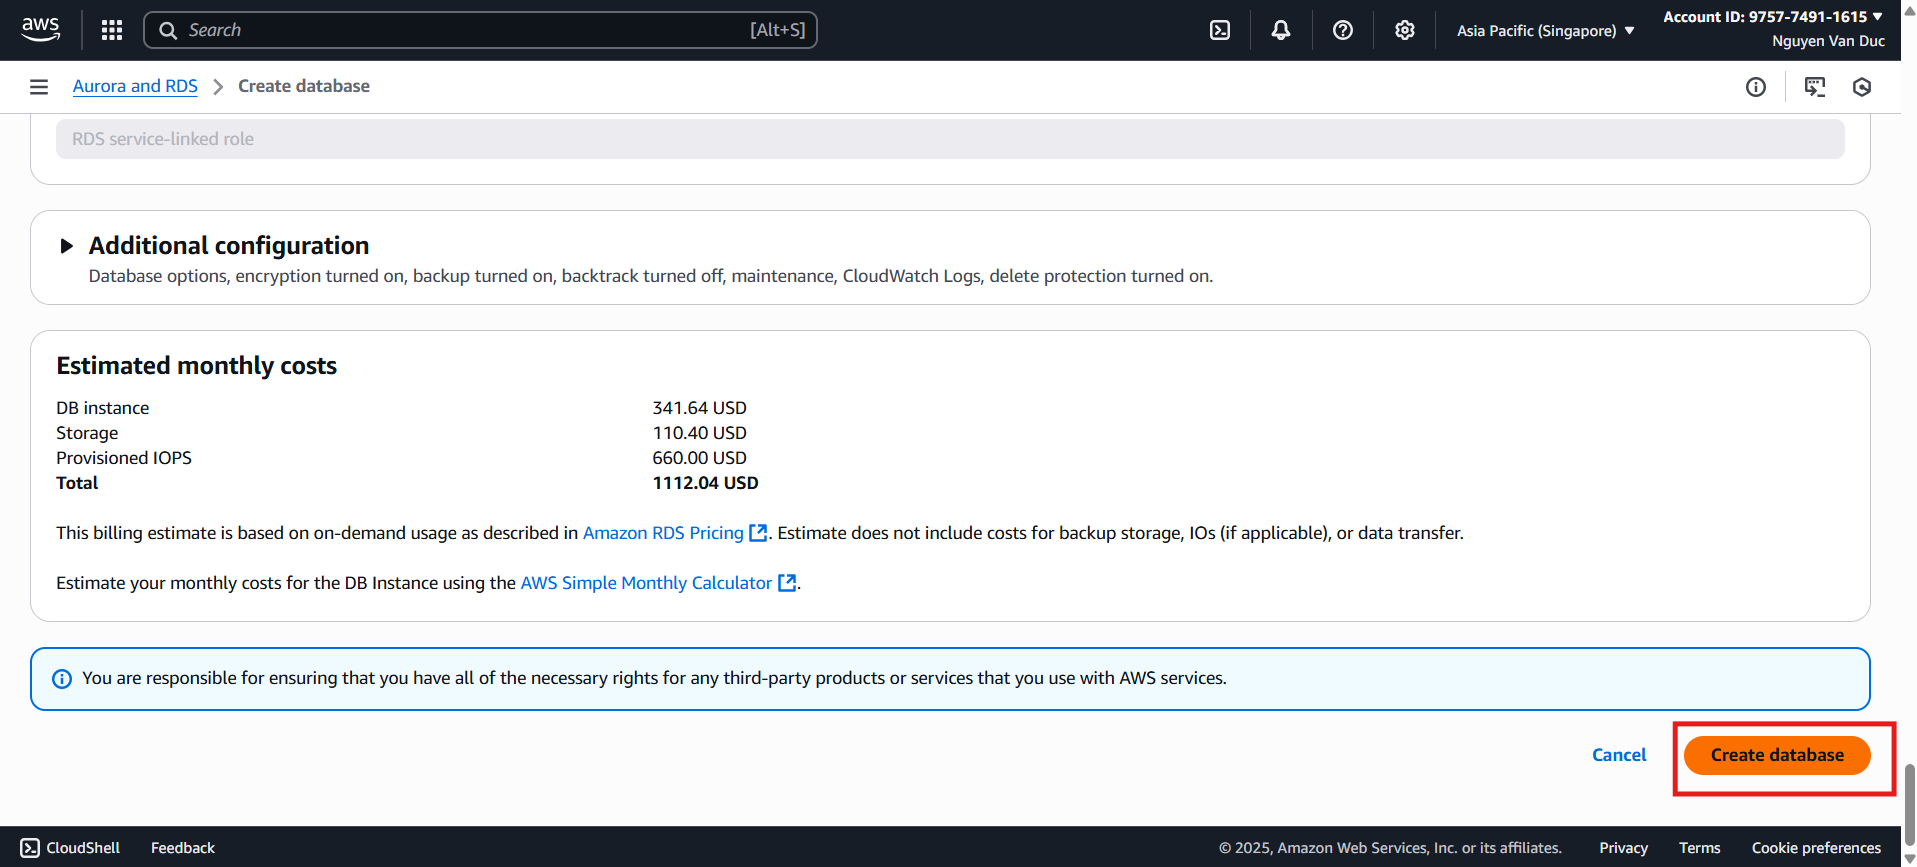 aws
Search [Alt+S]
Asia Pacific (Singapore)
Account ID: 9757-7491-1615
Nguyen Van Duc
Aurora and RDS > Create database
RDS service-linked role
Additional configuration
Database options, encryption turned on, backup turned on, backtrack turned off, maintenance, CloudWatch Logs, delete protection turned on.
Estimated monthly costs
DB instance 341.64 USD
Storage 110.40 USD
Provisioned IOPS 660.00 USD
Total 1112.04 USD
This billing estimate is based on on-demand usage as described in Amazon RDS Pricing. Estimate does not include costs for backup storage, IOs (if applicable), or data transfer.
Estimate your monthly costs for the DB Instance using the AWS Simple Monthly Calculator.
You are responsible for ensuring that you have all of the necessary rights for any third-party products or services that you use with AWS services.
Cancel Create database
CloudShell Feedback © 2025, Amazon Web Services, Inc. or its affiliates. Privacy Terms Cookie preferences